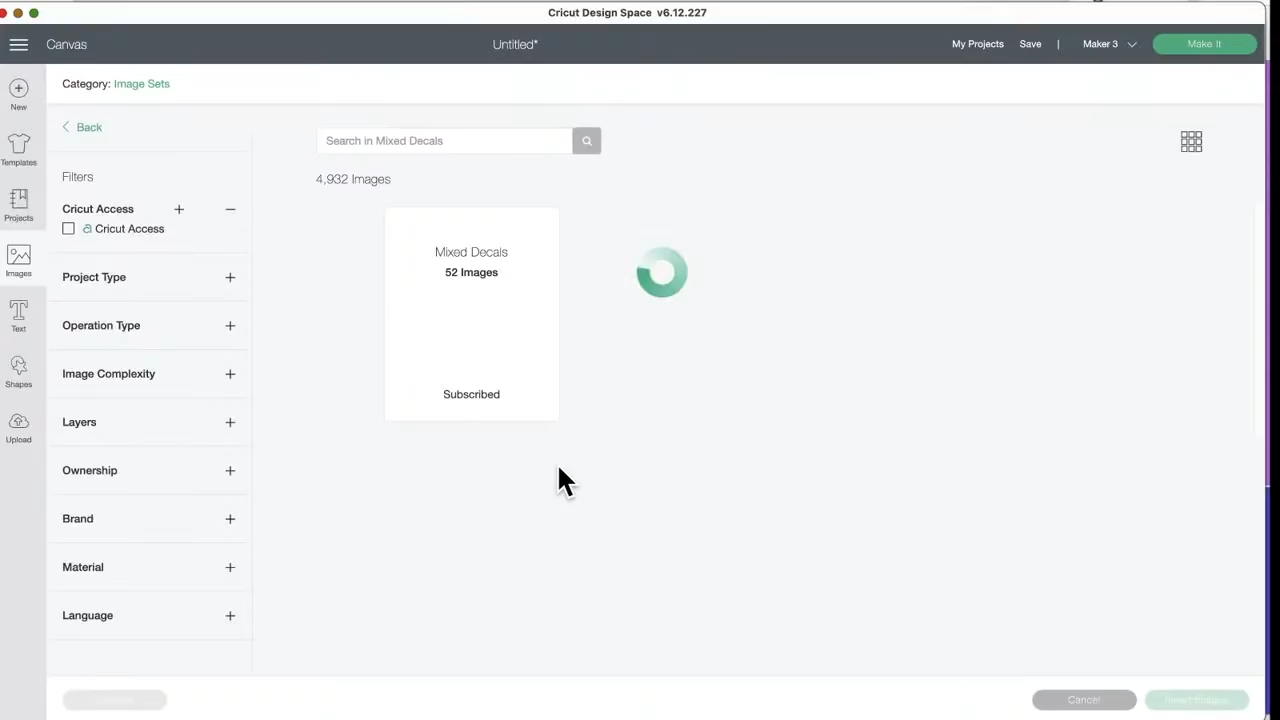 Cricut Design Space v6.12.227
Canvas
Untitled*
My Projects
Save
|
Maker 3
Make It
Category: Image Sets
New
Templates
Projects
Images
Text
Shapes
Upload
Back
Filters
Cricut Access + −
a Cricut Access
Project Type +
Operation Type +
Image Complexity +
Layers +
Ownership +
Brand +
Material +
Language +
Search in Mixed Decals
4,932 Images
Mixed Decals
52 Images
Subscribed
Cancel
Insert Images